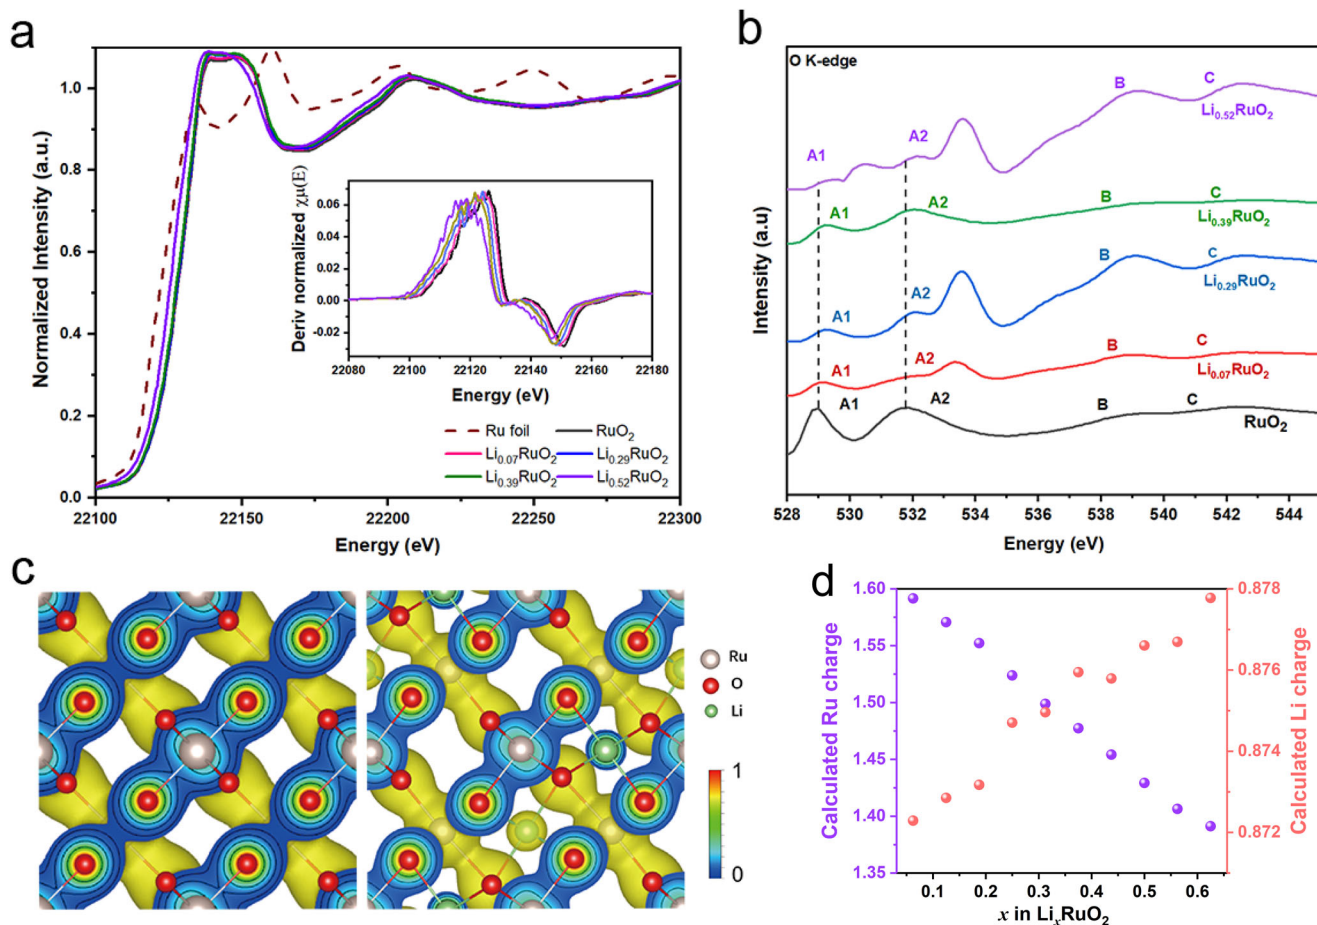 a
Normalized Intensity (a.u.)
1.0
0.8
0.6
0.4
0.2
0.0
22100
22150
22200
22250
22300
Energy (eV)
Deriv normalized χμ(E)
0.06
0.04
0.02
0.00
-0.02
22080
22100
22120
22140
22160
22180
Energy (eV)
Ru foil
RuO2
Li0.07RuO2
Li0.29RuO2
Li0.39RuO2
Li0.52RuO2
b
O K-edge
Intensity (a.u)
A1
A2
B
C
Li0.52RuO2
A1
A2
B
C
Li0.39RuO2
A1
A2
B
C
Li0.29RuO2
A1
A2
B
C
Li0.07RuO2
A1
A2
B
C
RuO2
528
530
532
534
536
538
540
542
544
Energy (eV)
c
Ru
O
Li
1
0
d
Calculated Ru charge
1.60
1.55
1.50
1.45
1.40
1.35
0.878
0.876
0.874
0.872
Calculated Li charge
0.1
0.2
0.3
0.4
0.5
0.6
x in LixRuO2